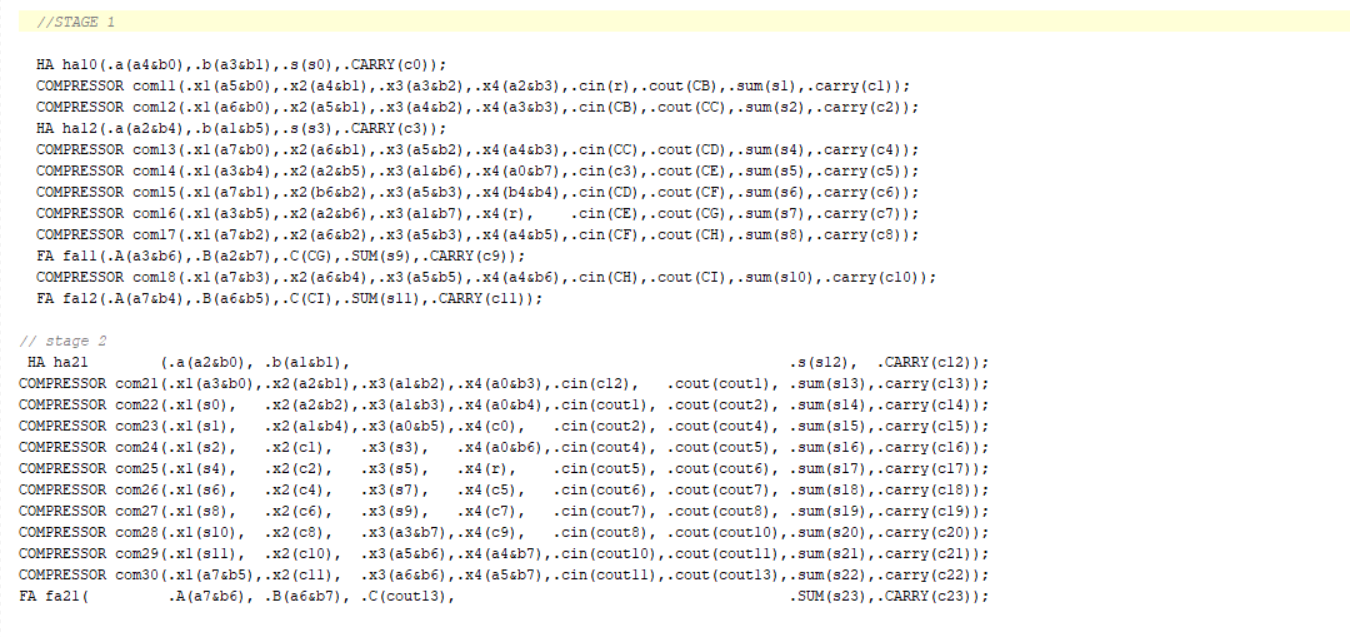 //STAGE 1
HA ha10(.a(a4&b0),.b(a3&b1),.s(s0),.CARRY(c0));
COMPRESSOR com11(.x1(a5&b0),.x2(a4&b1),.x3(a3&b2),.x4(a2&b3),.cin(r),.cout(CB),.sum(s1),.carry(c1));
COMPRESSOR com12(.x1(a6&b0),.x2(a5&b1),.x3(a4&b2),.x4(a3&b3),.cin(CB),.cout(CC),.sum(s2),.carry(c2));
HA ha12(.a(a2&b4),.b(a1&b5),.s(s3),.CARRY(c3));
COMPRESSOR com13(.x1(a7&b0),.x2(a6&b1),.x3(a5&b2),.x4(a4&b3),.cin(CC),.cout(CD),.sum(s4),.carry(c4));
COMPRESSOR com14(.x1(a3&b4),.x2(a2&b5),.x3(a1&b6),.x4(a0&b7),.cin(c3),.cout(CE),.sum(s5),.carry(c5));
COMPRESSOR com15(.x1(a7&b1),.x2(b6&b2),.x3(a5&b3),.x4(b4&b4),.cin(CD),.cout(CF),.sum(s6),.carry(c6));
COMPRESSOR com16(.x1(a3&b5),.x2(a2&b6),.x3(a1&b7),.x4(r),    .cin(CE),.cout(CG),.sum(s7),.carry(c7));
COMPRESSOR com17(.x1(a7&b2),.x2(a6&b2),.x3(a5&b3),.x4(a4&b5),.cin(CF),.cout(CH),.sum(s8),.carry(c8));
FA fa11(.A(a3&b6),.B(a2&b7),.C(CG),.SUM(s9),.CARRY(c9));
COMPRESSOR com18(.x1(a7&b3),.x2(a6&b4),.x3(a5&b5),.x4(a4&b6),.cin(CH),.cout(CI),.sum(s10),.carry(c10));
FA fa12(.A(a7&b4),.B(a6&b5),.C(CI),.SUM(s11),.CARRY(c11));
// stage 2
HA ha21        (.a(a2&b0), .b(a1&b1),                                                    .s(s12),  .CARRY(c12));
COMPRESSOR com21(.x1(a3&b0),.x2(a2&b1),.x3(a1&b2),.x4(a0&b3),.cin(c12),   .cout(cout1), .sum(s13),.carry(c13));
COMPRESSOR com22(.x1(s0),   .x2(a2&b2),.x3(a1&b3),.x4(a0&b4),.cin(cout1), .cout(cout2), .sum(s14),.carry(c14));
COMPRESSOR com23(.x1(s1),   .x2(a1&b4),.x3(a0&b5),.x4(c0),   .cin(cout2), .cout(cout4), .sum(s15),.carry(c15));
COMPRESSOR com24(.x1(s2),   .x2(c1),   .x3(s3),   .x4(a0&b6),.cin(cout4), .cout(cout5), .sum(s16),.carry(c16));
COMPRESSOR com25(.x1(s4),   .x2(c2),   .x3(s5),   .x4(r),    .cin(cout5), .cout(cout6), .sum(s17),.carry(c17));
COMPRESSOR com26(.x1(s6),   .x2(c4),   .x3(s7),   .x4(c5),   .cin(cout6), .cout(cout7), .sum(s18),.carry(c18));
COMPRESSOR com27(.x1(s8),   .x2(c6),   .x3(s9),   .x4(c7),   .cin(cout7), .cout(cout8), .sum(s19),.carry(c19));
COMPRESSOR com28(.x1(s10),  .x2(c8),   .x3(a3&b7),.x4(c9),   .cin(cout8), .cout(cout10),.sum(s20),.carry(c20));
COMPRESSOR com29(.x1(s11),  .x2(c10),  .x3(a5&b6),.x4(a4&b7),.cin(cout10),.cout(cout11),.sum(s21),.carry(c21));
COMPRESSOR com30(.x1(a7&b5),.x2(c11),  .x3(a6&b6),.x4(a5&b7),.cin(cout11),.cout(cout13),.sum(s22),.carry(c22));
FA fa21(         .A(a7&b6), .B(a6&b7), .C(cout13),                                      .SUM(s23),.CARRY(c23));